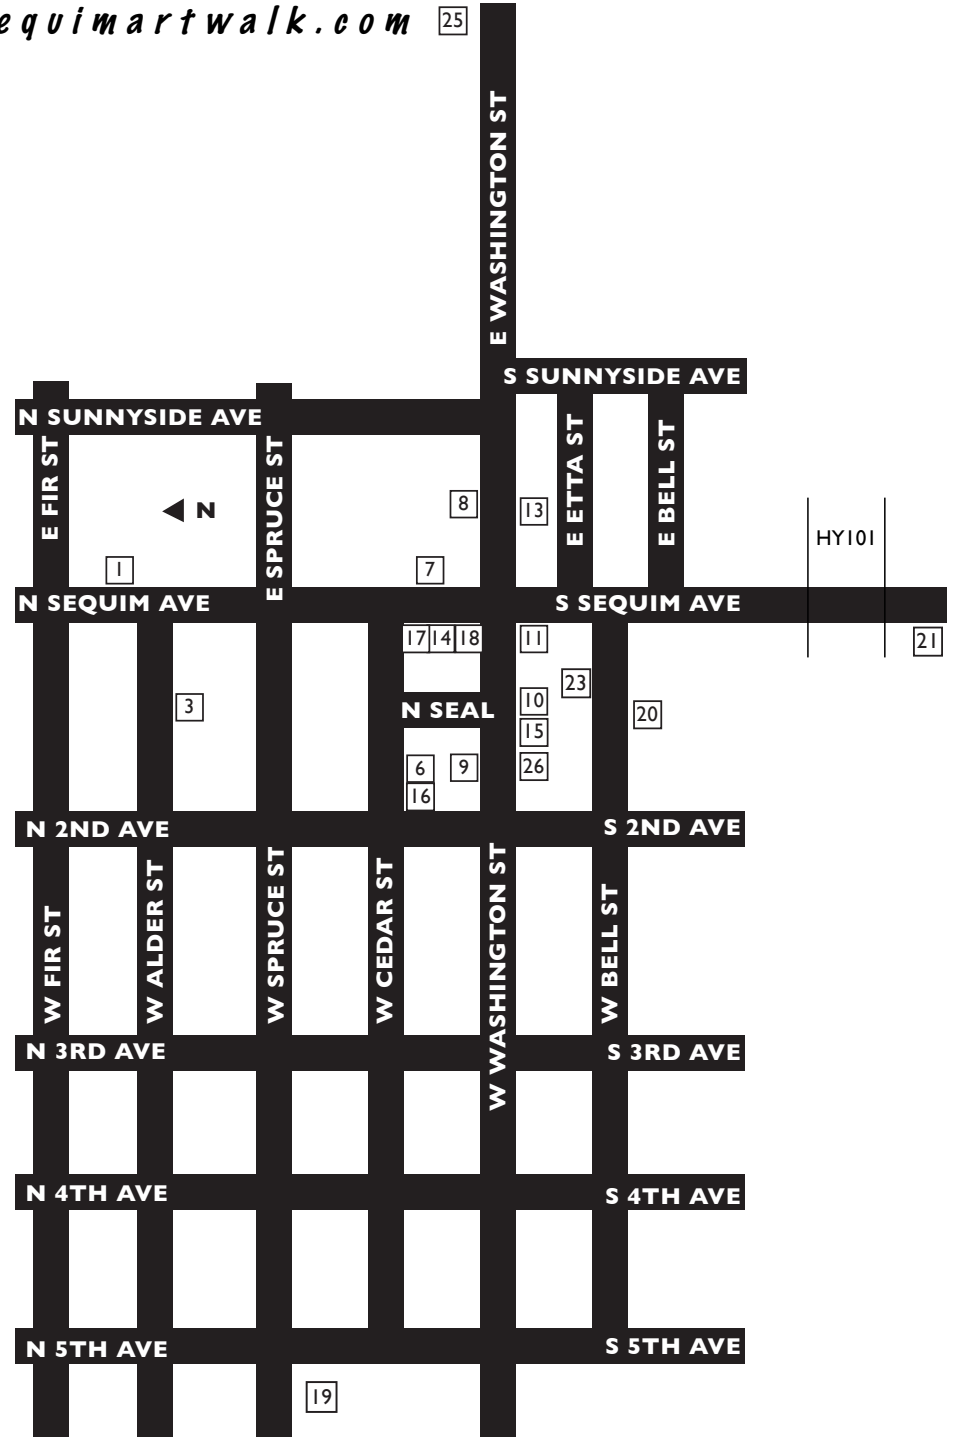 equimartwalk.com
25
E WASHINGTON ST
S SUNNYSIDE AVE
N SUNNYSIDE AVE
E FIR ST
E SPRUCE ST
E ETTA ST
E BELL ST
N
8
13
HY101
1
7
N SEQUIM AVE
S SEQUIM AVE
17
14
18
11
21
3
23
10
N SEAL
20
15
6
9
26
16
N 2ND AVE
S 2ND AVE
W FIR ST
W ALDER ST
W SPRUCE ST
W CEDAR ST
W WASHINGTON ST
W BELL ST
N 3RD AVE
S 3RD AVE
N 4TH AVE
S 4TH AVE
N 5TH AVE
S 5TH AVE
19